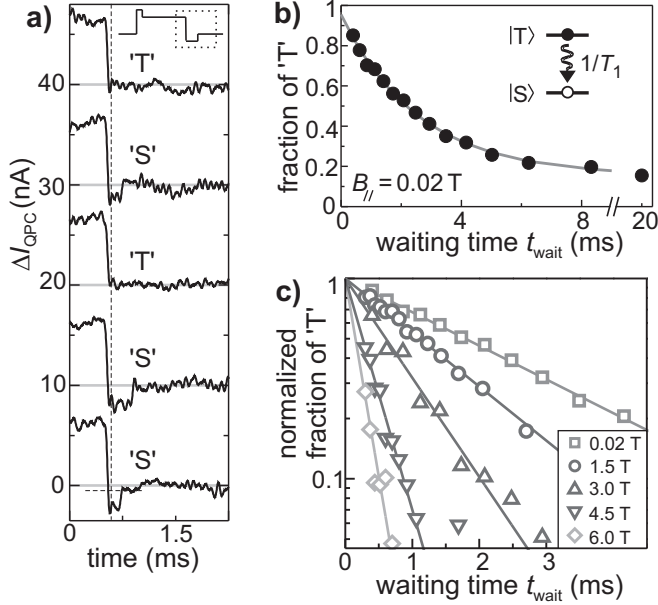 a)
40
'T'
'S'
30
'T'
20
'S'
10
'S'
0
0
1.5
time (ms)
ΔI_QPC (nA)
b)
1
0.8
0.6
0.4
0.2
0
fraction of 'T'
|T⟩
1/T₁
|S⟩
B_// = 0.02 T
0
4
8
20
waiting time t_wait (ms)
c)
1
0.1
normalized
fraction of 'T'
0.02 T
1.5 T
3.0 T
4.5 T
6.0 T
0
1
2
3
waiting time t_wait (ms)